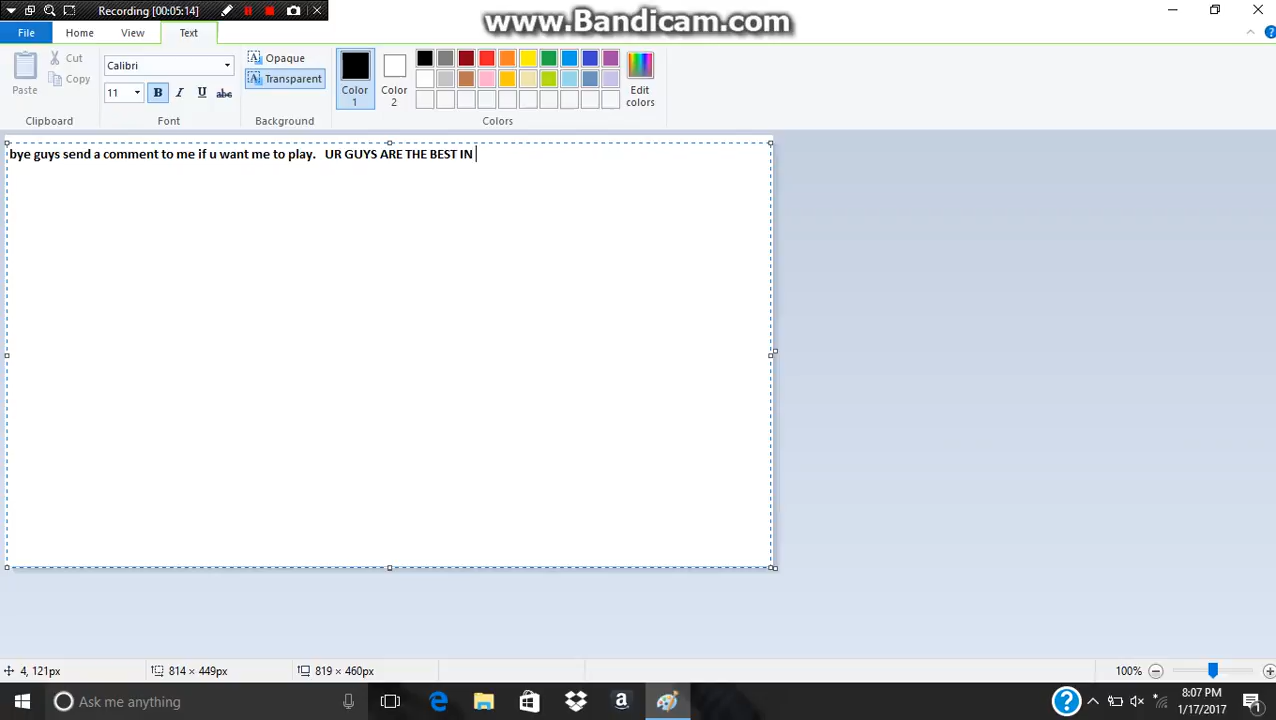 Recording [00:05:14]
www.Bandicam.com
File Home View Text
Paste
Cut
Copy
Clipboard
Calibri
11 B I U abc
Font
Opaque
Transparent
Background
Color 1
Color 2
Edit colors
Colors
bye guys send a comment to me if u want me to play. UR GUYS ARE THE BEST IN
4, 121px 814 × 449px 819 × 460px 100%
Ask me anything
8:07 PM
1/17/2017